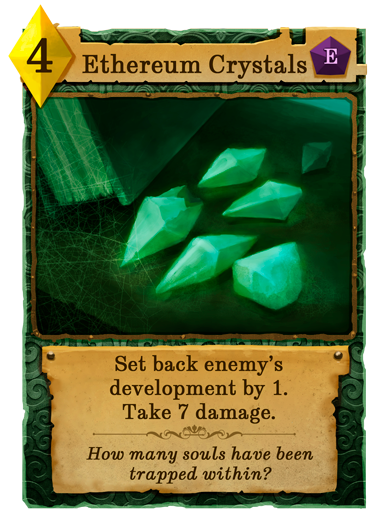 4
Ethereum Crystals
E
Set back enemy's
development by 1.
Take 7 damage.
How many souls have been
trapped within?